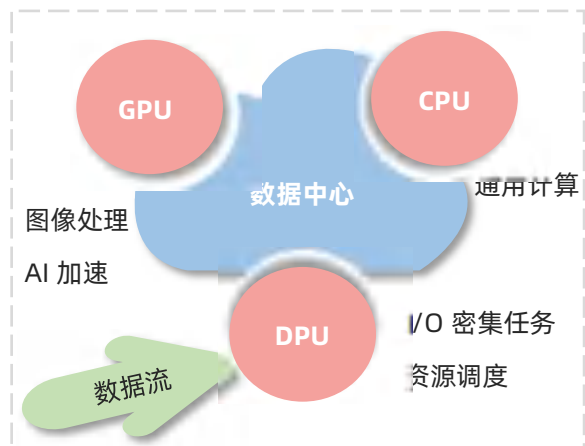 GPU
CPU
数据中心
通用计算
图像处理
AI 加速
DPU
I/O 密集任务
资源调度
数据流